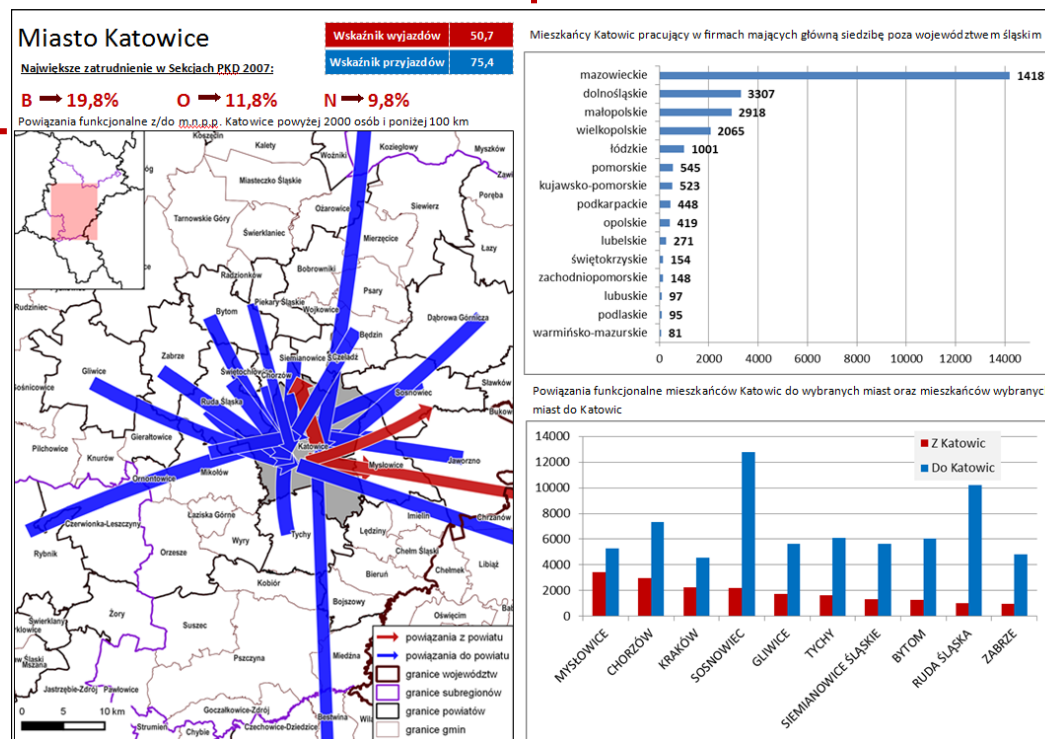 Miasto Katowice
Wskaźnik wyjazdów 50,7
Wskaźnik przyjazdów 75,4
Największe zatrudnienie w Sekcjach PKD 2007:
B 19,8% O 11,8% N 9,8%
Powiązania funkcjonalne z/do m.n.p.p. Katowice powyżej 2000 osób i poniżej 100 km
Koszęcin
Kalety
Woźniki
Koziegłowy
Myszków
Miasteczko Śląskie
Poręba
Ożarowice
Siewierz
Tarnowskie Góry
Świerklaniec
Mierzęcice
Łazy
Radzionków
Bobrowniki
Psary
Rudziniec
Piekary Śląskie
Wojkowice
Bytom
Dąbrowa Górnicza
Będzin
Zabrze
Siemianowice Ś
Czeladź
Gliwice
Świętochłow
Chorzów
Sławków
Sośnicowice
Sosnowiec
Ruda Śląska
Bukow
Gierałtowice
Katowice
Pilchowice
Knurów
Mikołów
Mysłowice
Jaworzno
Ornontowice
Imielin
Chrzanów
Czerwionka-Leszczyny
Łaziska Górne
Tychy
Lędziny
Rybnik
Orzesze
Wyry
Chełm Śląski
Chełmek
Libiąż
Kobiór
Bieruń
Bojszowy
Żory
Oświęcim
Świerklany
Suszec
Mszana
Pszczyna
Miedźna
Jastrzębie-Zdrój
Pawłowice
Goczałkowice-Zdrój
Bestwina
Strumień
Chybie
Czechowice-Dziedzice
0 5 10 km
powiązania z powiatu
powiązania do powiatu
granice województw
granice subregionów
granice powiatów
granice gmin
Mieszkańcy Katowic pracujący w firmach mających główną siedzibę poza województwem śląskim
mazowieckie 1418
dolnośląskie 3307
małopolskie 2918
wielkopolskie 2065
łódzkie 1001
pomorskie 545
kujawsko-pomorskie 523
podkarpackie 448
opolskie 419
lubelskie 271
świętokrzyskie 154
zachodniopomorskie 148
lubuskie 97
podlaskie 95
warmińsko-mazurskie 81
0 2000 4000 6000 8000 10000 12000 14000
Powiązania funkcjonalne mieszkańców Katowic do wybranych miast oraz mieszkańców wybranyc
miast do Katowic
14000
12000
10000
8000
6000
4000
2000
0
Z Katowic
Do Katowic
MYSŁOWICE
CHORZÓW
KRAKÓW
SOSNOWIEC
GLIWICE
TYCHY
SIEMIANOWICE ŚLĄSKIE
BYTOM
RUDA ŚLĄSKA
ZABRZE